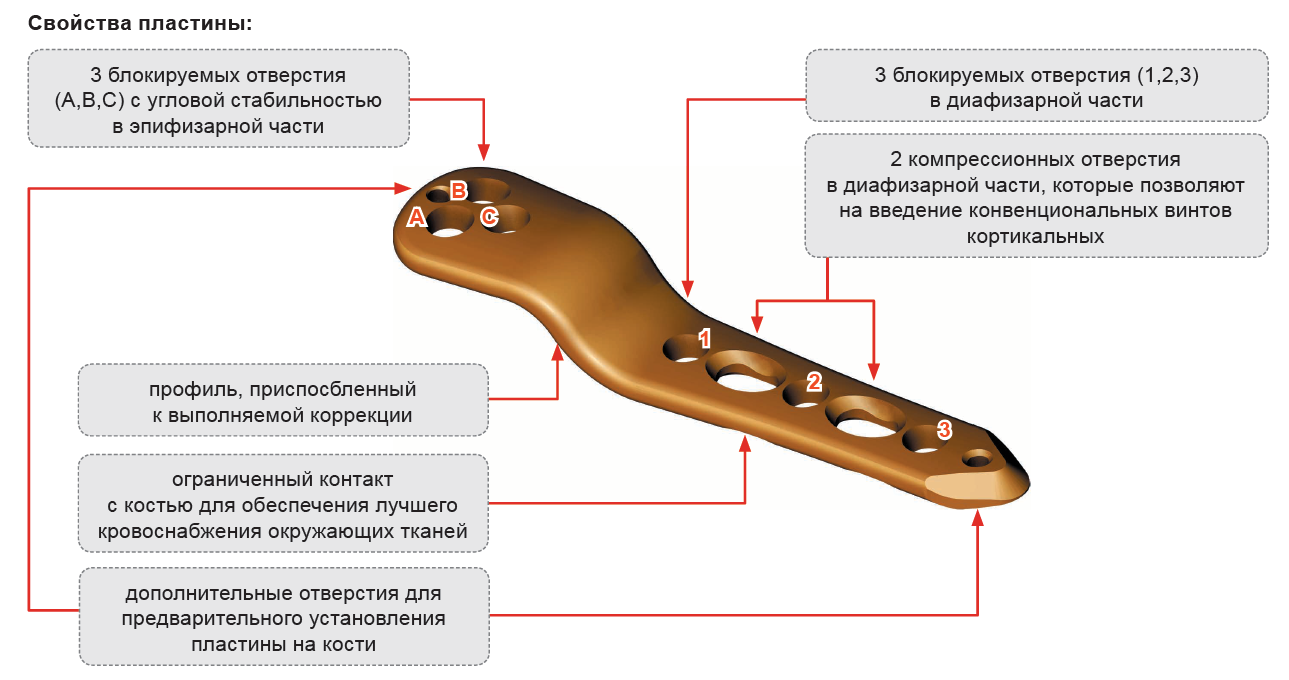 Свойства пластины:
3 блокируемых отверстия
(A,B,C) с угловой стабильностью
в эпифизарной части
3 блокируемых отверстия (1,2,3)
в диафизарной части
2 компрессионных отверстия
в диафизарной части, которые позволяют
на введение конвенциональных винтов
кортикальных
B
A
C
1
2
3
профиль, приспосбленный
к выполняемой коррекции
ограниченный контакт
с костью для обеспечения лучшего
кровоснабжения окружающих тканей
дополнительные отверстия для
предварительного установления
пластины на кости